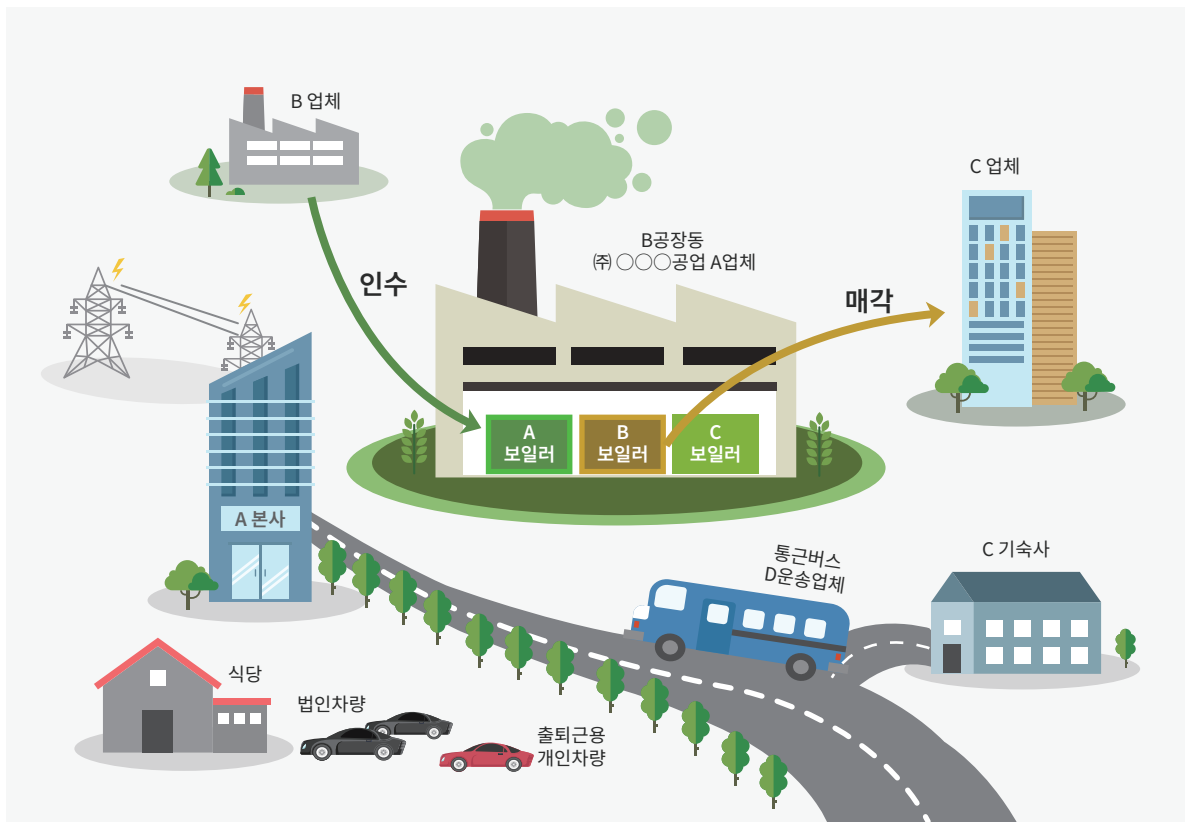 B 업체
C 업체
B공장동
㈜ ○○○공업 A업체
인수
매각
A
보일러
B
보일러
C
보일러
A 본사
통근버스
D운송업체
C 기숙사
식당
법인차량
출퇴근용
개인차량